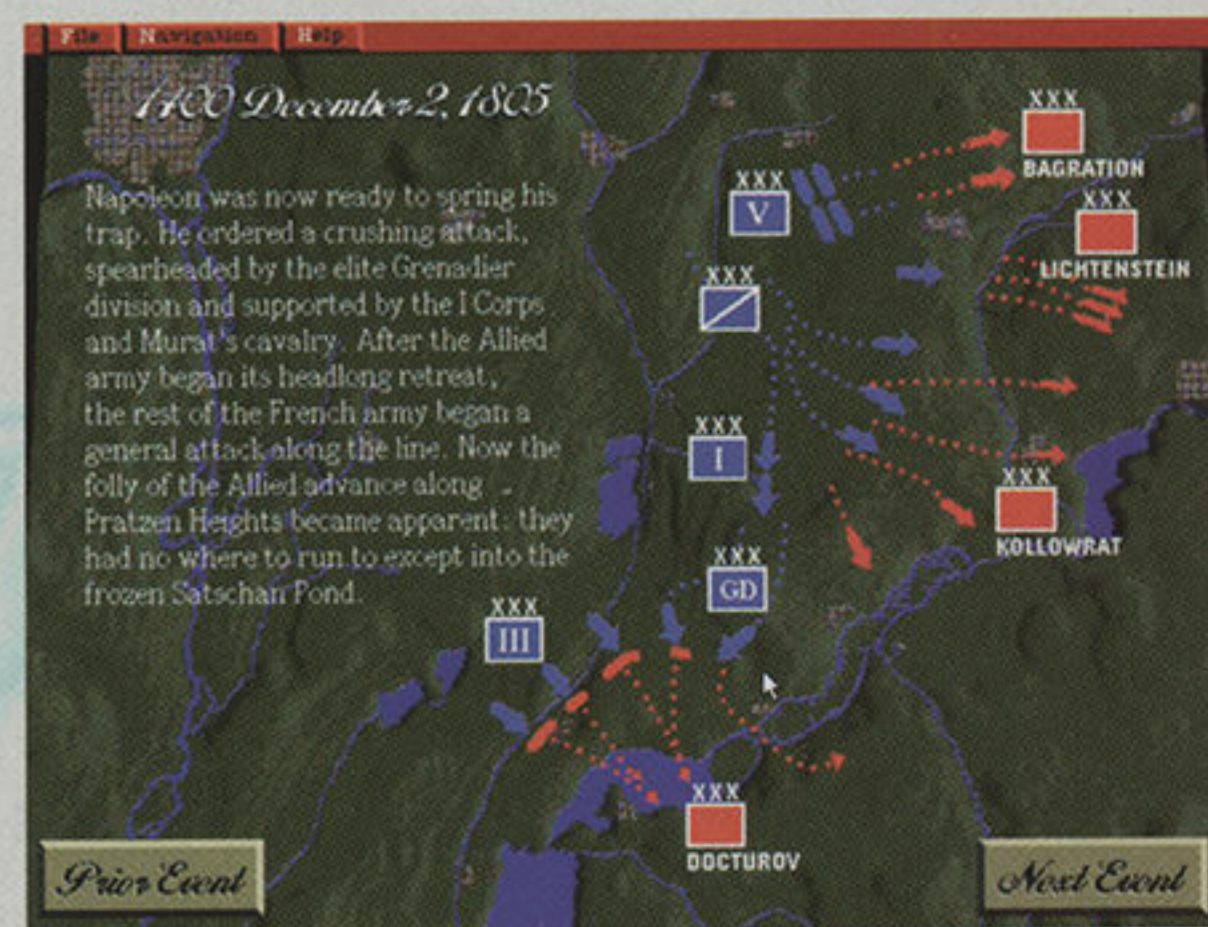 File Navigation Help
1400 December 2, 1805
Napoleon was now ready to spring his
trap. He ordered a crushing attack,
spearheaded by the elite Grenadier
division and supported by the I Corps
and Murat's cavalry. After the Allied
army began its headlong retreat,
the rest of the French army began a
general attack along the line. Now the
folly of the Allied advance along
Pratzen Heights became apparent: they
had no where to run to except into the
frozen Satschan Pond.
XXX
BAGRATION
XXX
V
XXX
LICHTENSTEIN
XXX
XXX
I
XXX
KOLLOWRAT
XXX
GD
XXX
III
XXX
DOCTUROV
Prior Event
Next Event